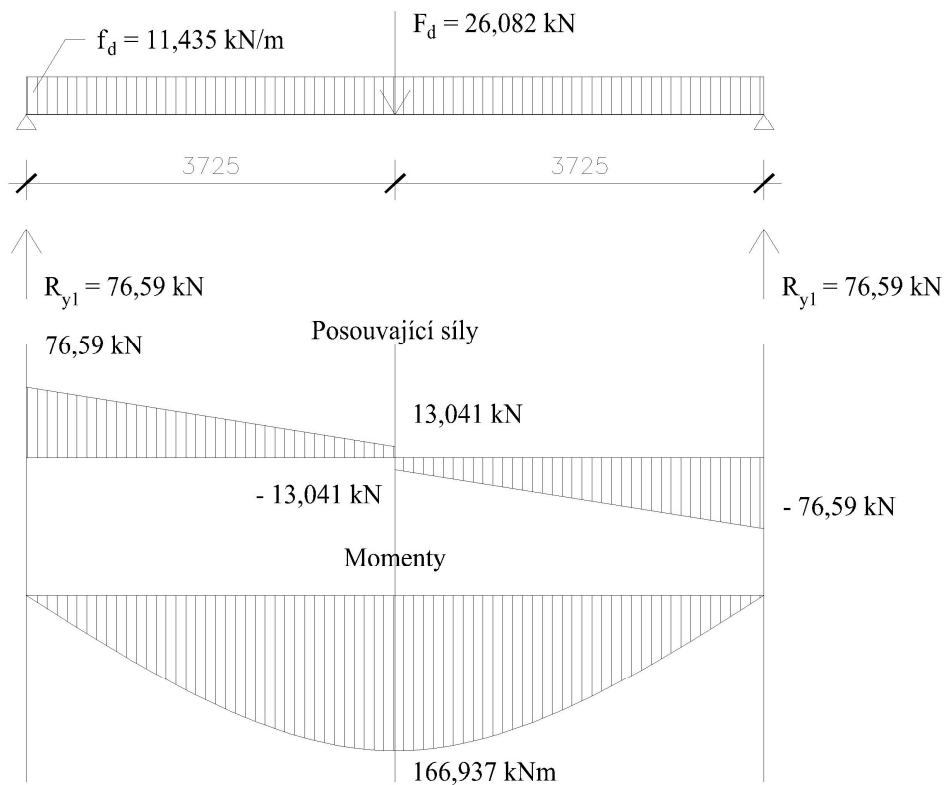 f_d = 11,435 kN/m
F_d = 26,082 kN
3725
3725
R_y1 = 76,59 kN
R_y1 = 76,59 kN
Posouvající síly
76,59 kN
13,041 kN
- 13,041 kN
- 76,59 kN
Momenty
166,937 kNm